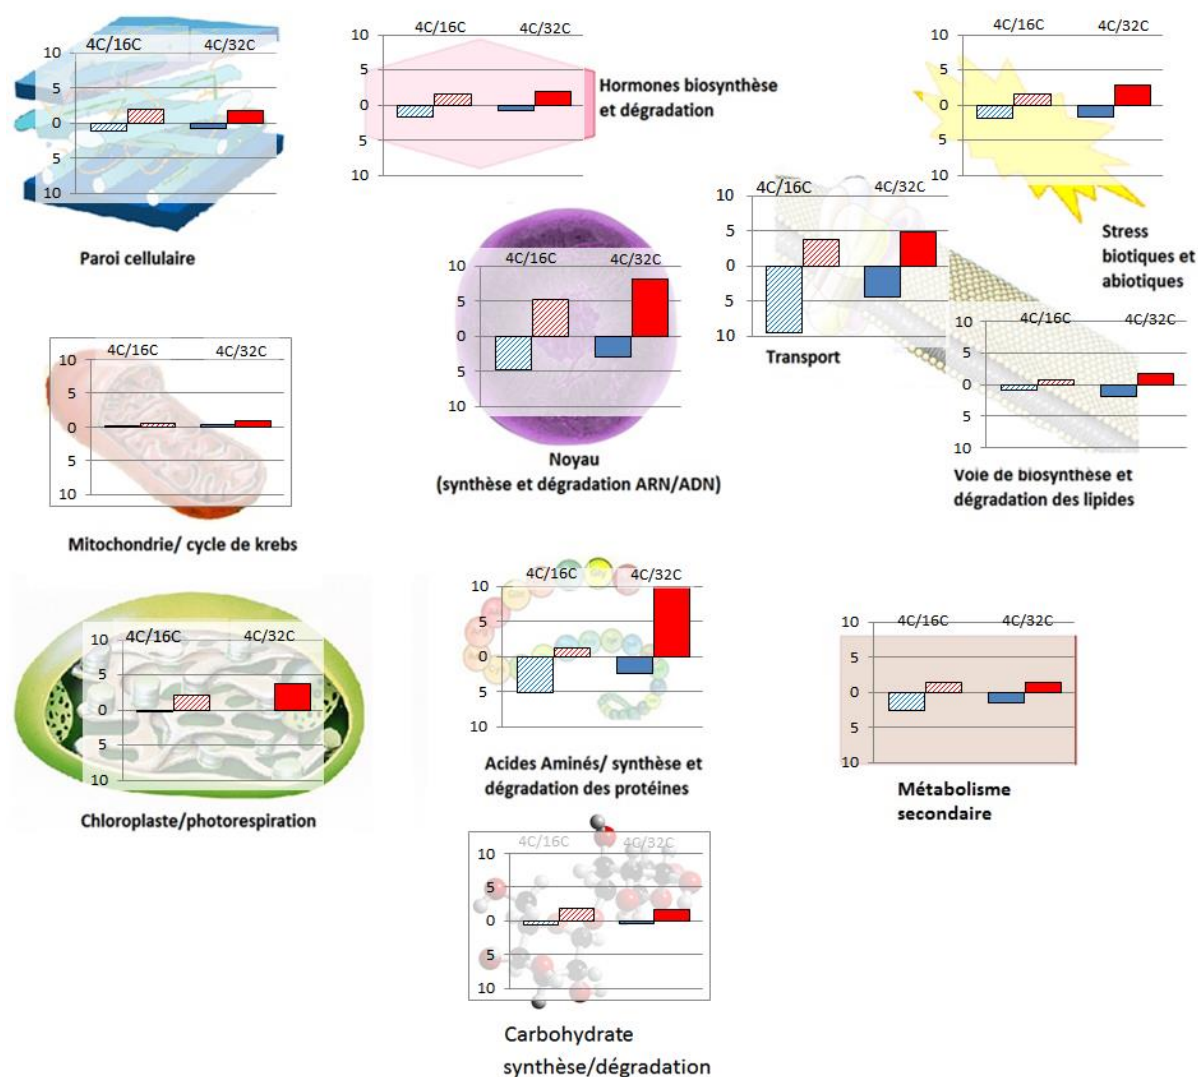 4C/16C 4C/32C
10
5
0
5
10
Paroi cellulaire
4C/16C 4C/32C
10
5
0
5
10
Hormones biosynthèse
et dégradation
4C/16C 4C/32C
10
5
0
5
10
Stress
biotiques et
abiotiques
4C/16C 4C/32C
10
5
0
5
10
Transport
4C/16C 4C/32C
10
5
0
5
10
Noyau
(synthèse et dégradation ARN/ADN)
4C/16C 4C/32C
10
5
0
5
10
Voie de biosynthèse et
dégradation des lipides
4C/16C 4C/32C
10
5
0
5
10
Mitochondrie/ cycle de krebs
4C/16C 4C/32C
10
5
0
5
10
Chloroplaste/photorespiration
4C/16C 4C/32C
10
5
0
5
10
Acides Aminés/ synthèse et
dégradation des protéines
4C/16C 4C/32C
10
5
0
5
10
Métabolisme
secondaire
4C/16C 4C/32C
10
5
0
5
10
Carbohydrate
synthèse/dégradation